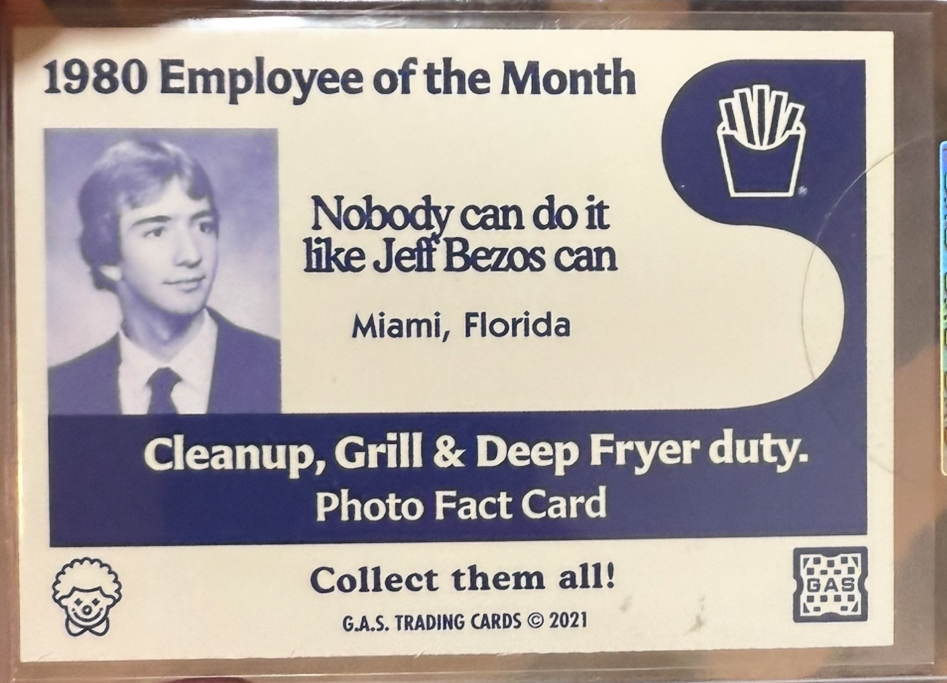 1980 Employee of the Month
Nobody can do it
like Jeff Bezos can
Miami, Florida
Cleanup, Grill & Deep Fryer duty.
Photo Fact Card
Collect them all!
GAS
G.A.S. TRADING CARDS © 2021